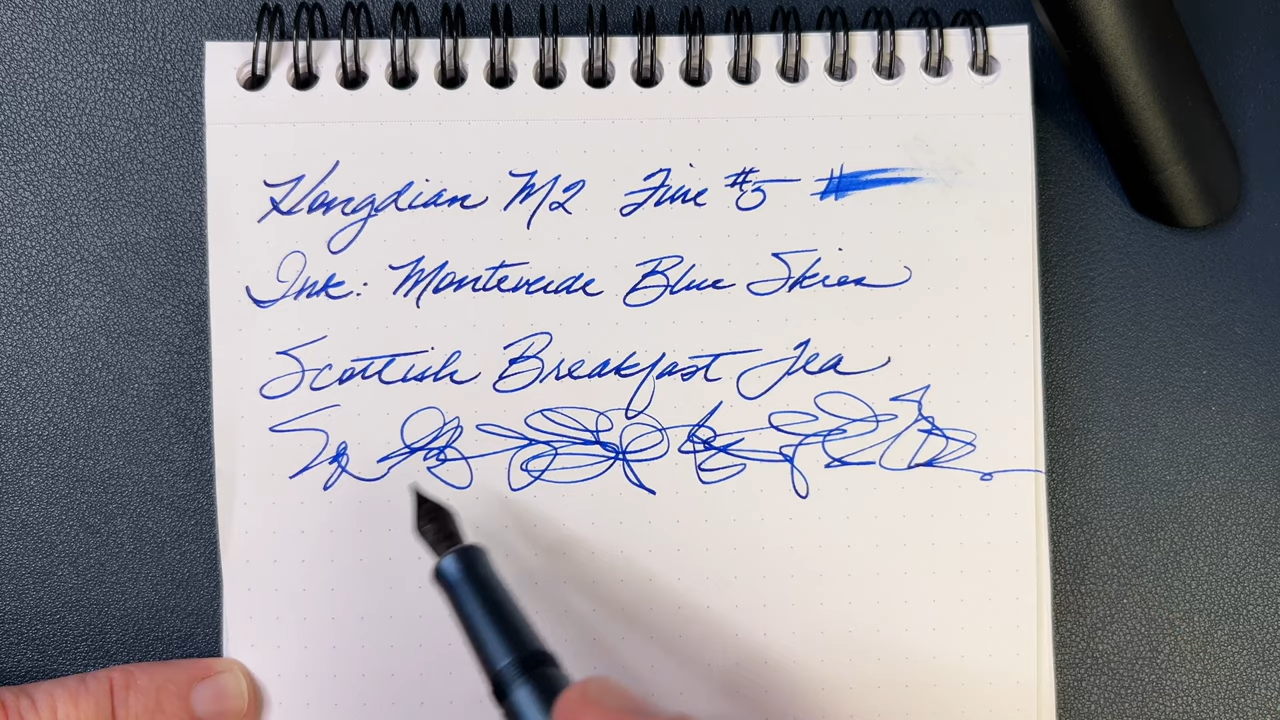 Hongdian M2 Fine #5 #
Ink: Monteverde Blue Skies
Scottish Breakfast Tea